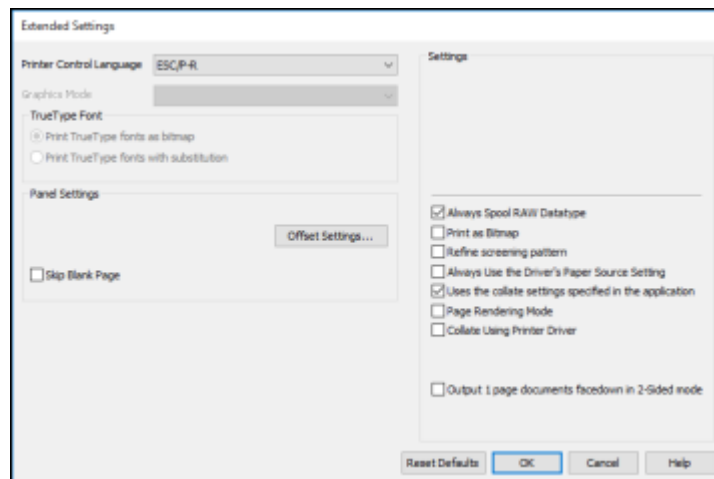 Extended Settings
Printer Control Language
ESC/P-R
Graphics Mode
TrueType Font
Print TrueType fonts as bitmap
Print TrueType fonts with substitution
Panel Settings
Offset Settings...
Skip Blank Page
Settings
Always Spool RAW Datatype
Print as Bitmap
Refine screening pattern
Always Use the Driver's Paper Source Setting
Uses the collate settings specified in the application
Page Rendering Mode
Collate Using Printer Driver
Output 1 page documents facedown in 2-Sided mode
Reset Defaults
OK
Cancel
Help